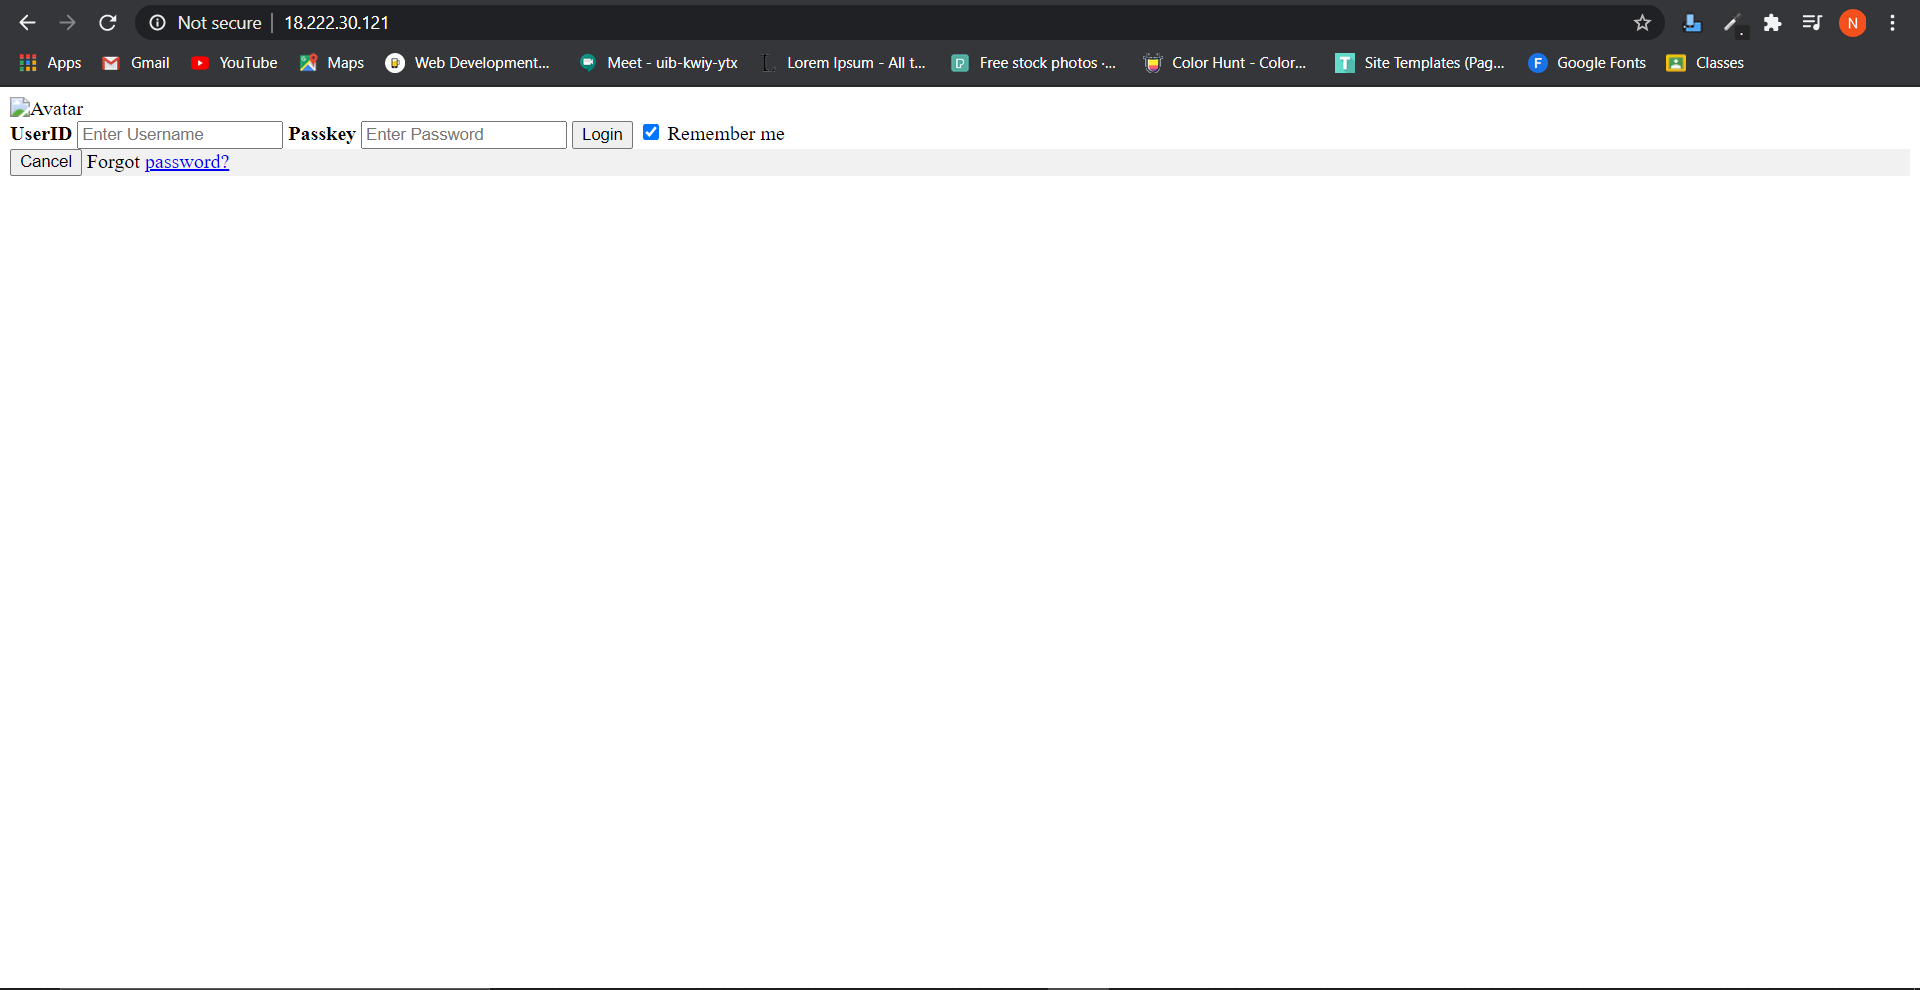 Not secure 18.222.30.121 N
Apps Gmail YouTube Maps Web Development... Meet - uib-kwiy-ytx Lorem Ipsum - All t... Free stock photos ·... Color Hunt - Color... Site Templates (Pag... Google Fonts Classes
Avatar
UserID Enter Username Passkey Enter Password Login Remember me
Cancel Forgot password?